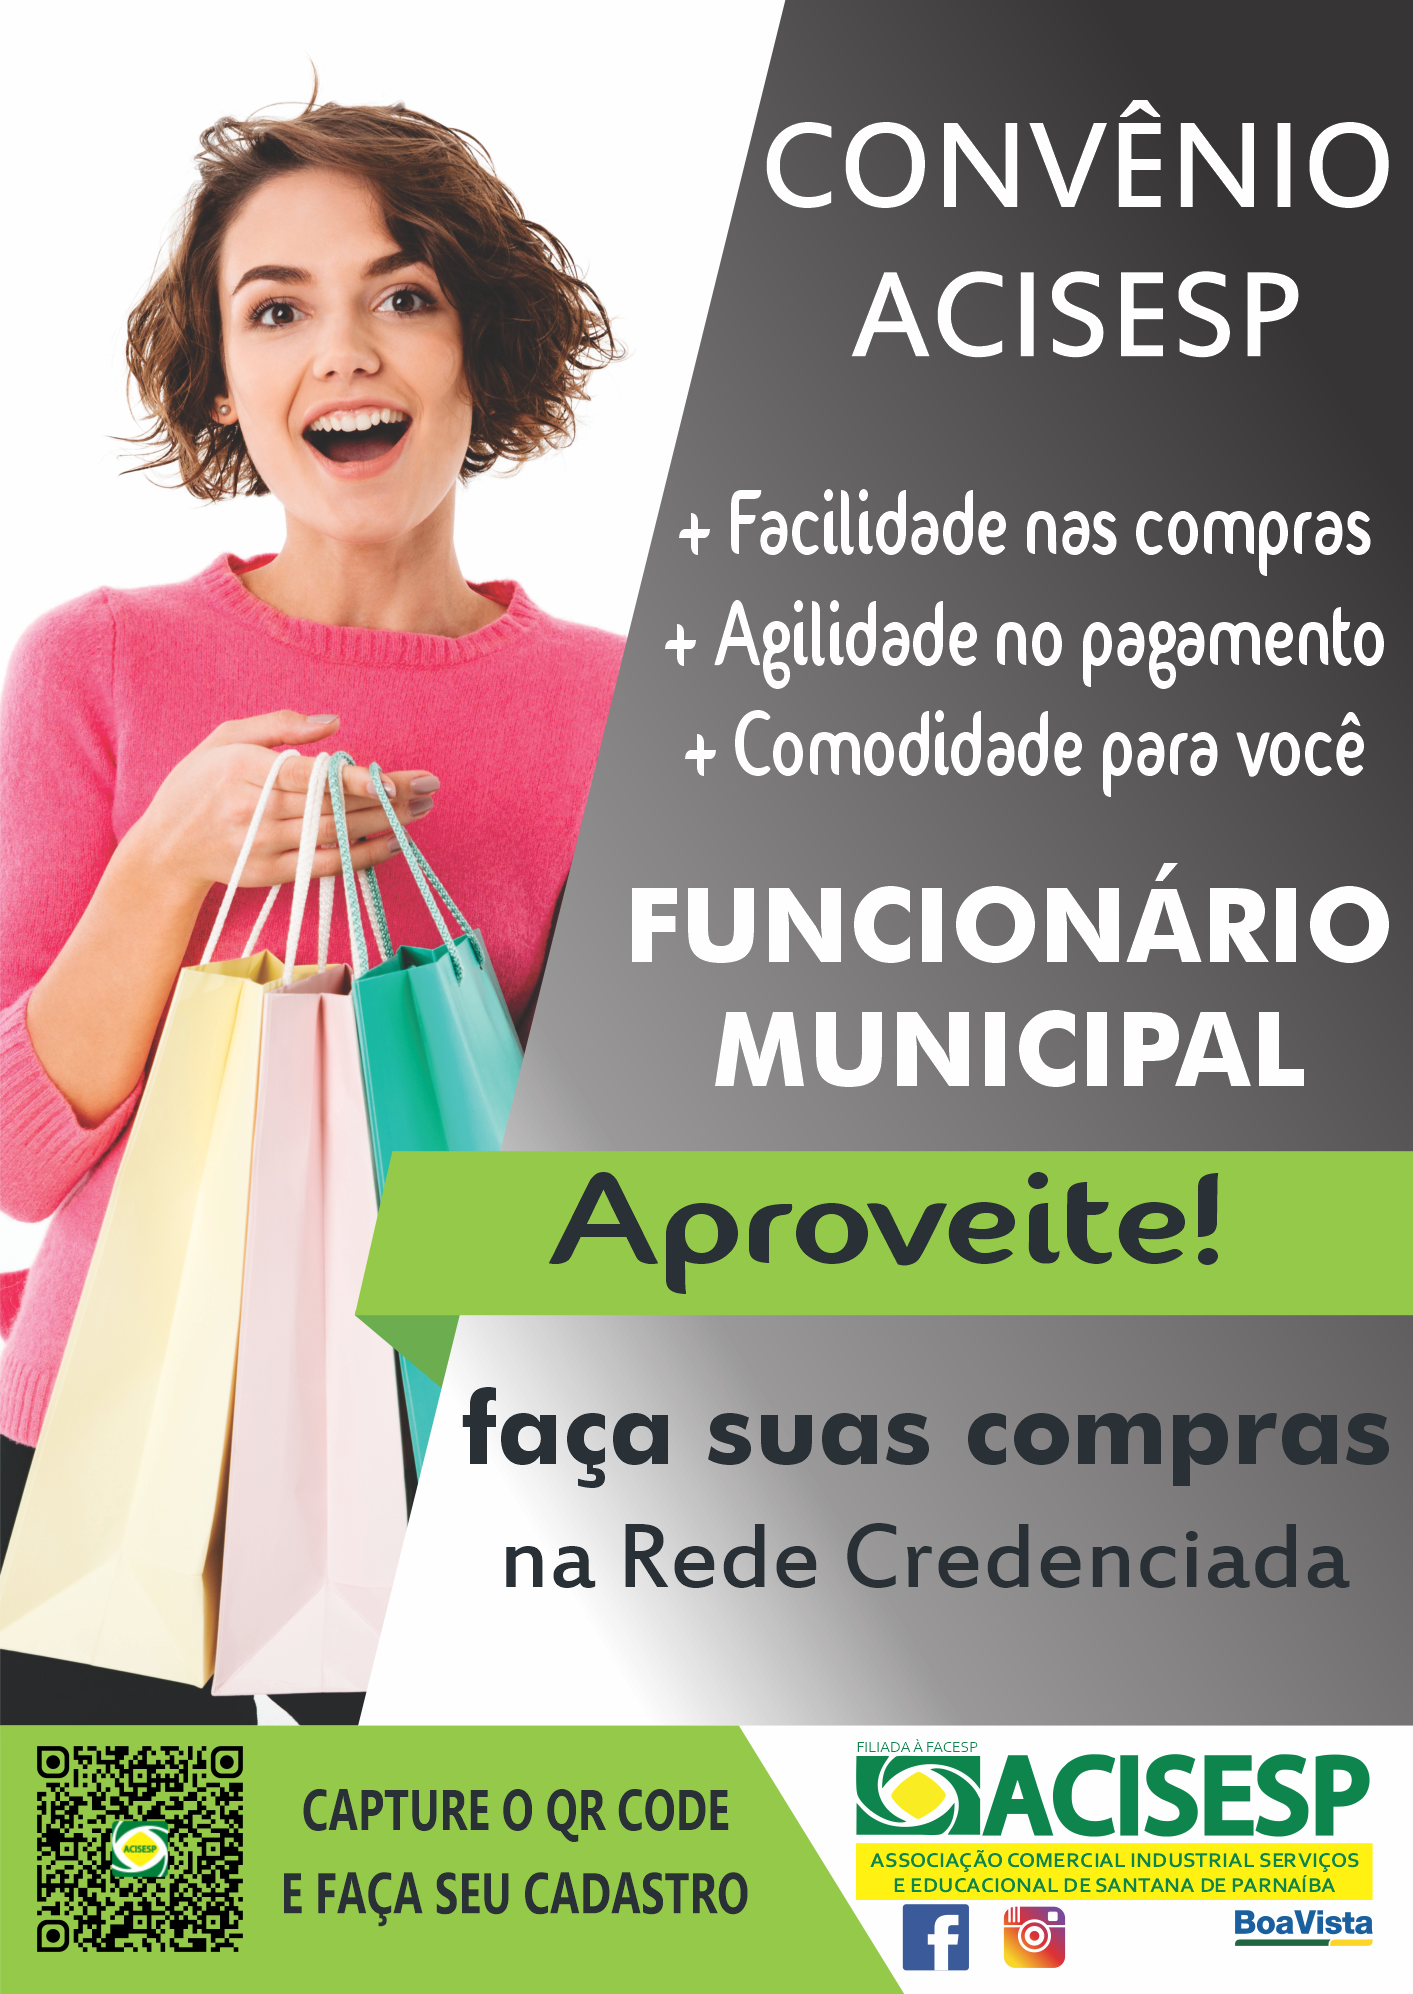 CONVÊNIO
ACISESP
+ Facilidade nas compras
+ Agilidade no pagamento
+ Comodidade para você
FUNCIONÁRIO
MUNICIPAL
Aproveite!
faça suas compras
na Rede Credenciada
ACISESP
CAPTURE O QR CODE
E FAÇA SEU CADASTRO
FILIADA À FACESP
ACISESP
ASSOCIAÇÃO COMERCIAL INDUSTRIAL SERVIÇOS
E EDUCACIONAL DE SANTANA DE PARNAÍBA
BoaVista